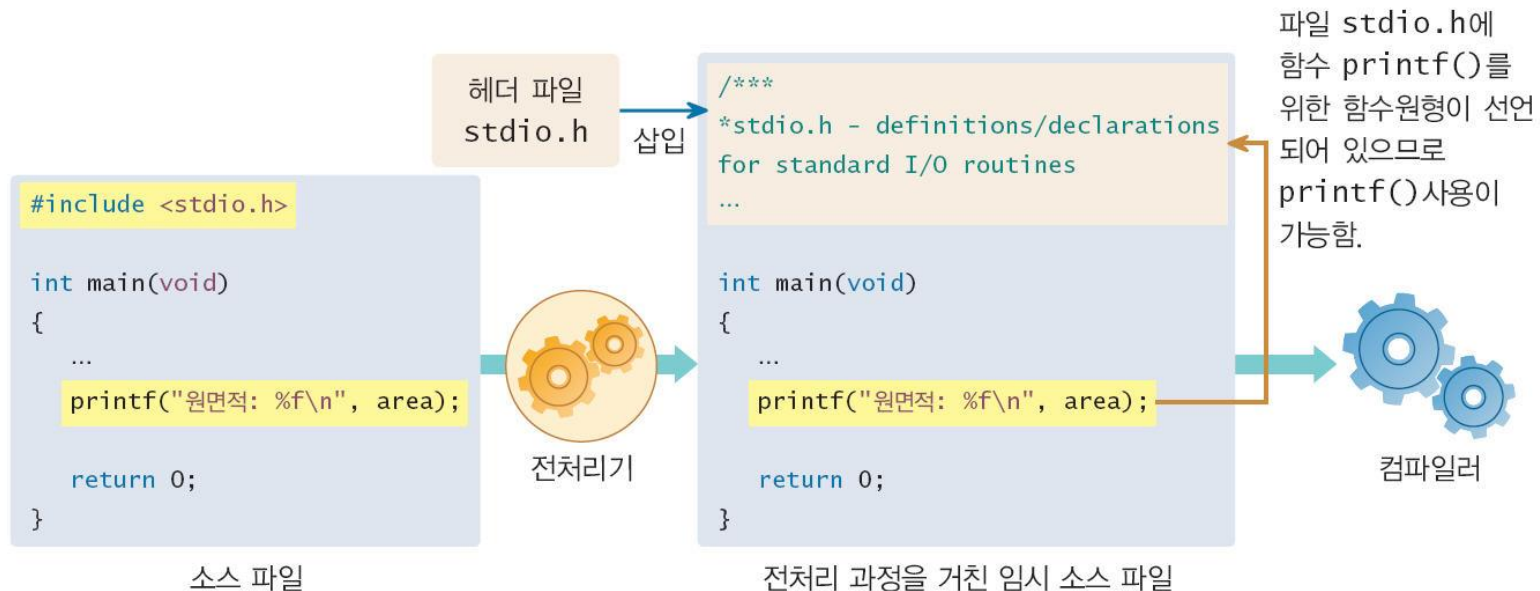 헤더 파일
stdio.h
삽입
#include <stdio.h>
int main(void)
{
...
printf("원면적: %f\n", area);
return 0;
}
소스 파일
전처리기
/***
*stdio.h - definitions/declarations
for standard I/O routines
...
int main(void)
{
...
printf("원면적: %f\n", area);
return 0;
}
전처리 과정을 거친 임시 소스 파일
파일 stdio.h에
함수 printf()를
위한 함수원형이 선언
되어 있으므로
printf()사용이
가능함.
컴파일러